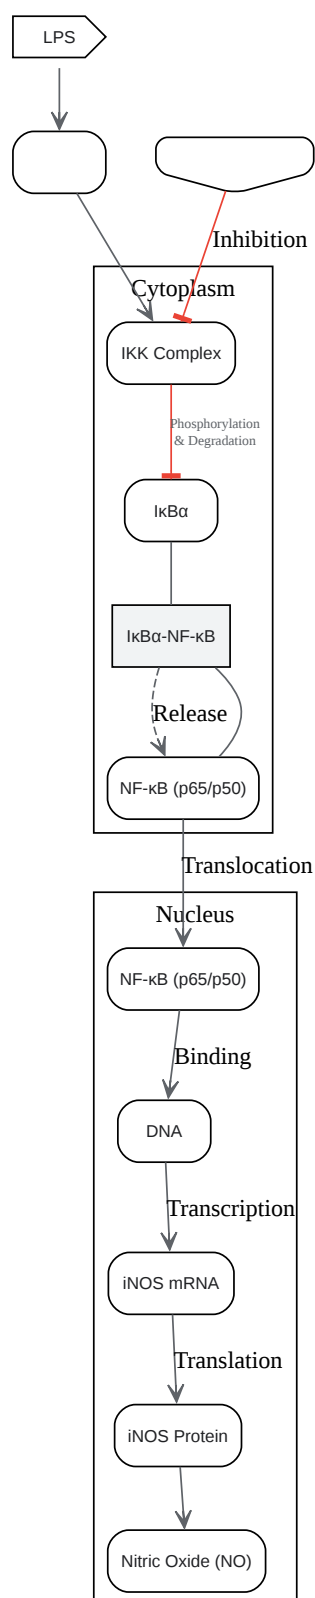 LPS
Inhibition
Cytoplasm
IKK Complex
Phosphorylation
& Degradation
IκBα
IκBα-NF-κB
Release
NF-κB (p65/p50)
Translocation
Nucleus
NF-κB (p65/p50)
Binding
DNA
Transcription
iNOS mRNA
Translation
iNOS Protein
Nitric Oxide (NO)